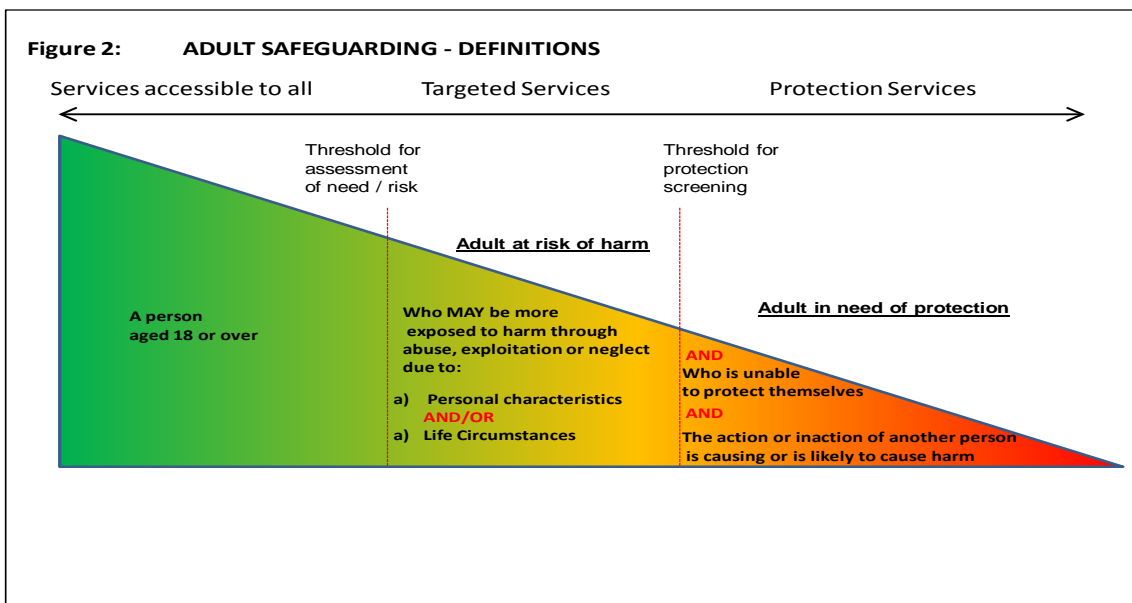 Figure 2: ADULT SAFEGUARDING - DEFINITIONS
Services accessible to all
Targeted Services
Protection Services
Threshold for
assessment
of need / risk
Threshold for
protection
screening
Adult at risk of harm
Adult in need of protection
A person
aged 18 or over
Who MAY be more
exposed to harm through
abuse, exploitation or neglect
due to:
a) Personal characteristics
AND/OR
a) Life Circumstances
AND
Who is unable
to protect themselves
AND
The action or inaction of another person
is causing or is likely to cause harm